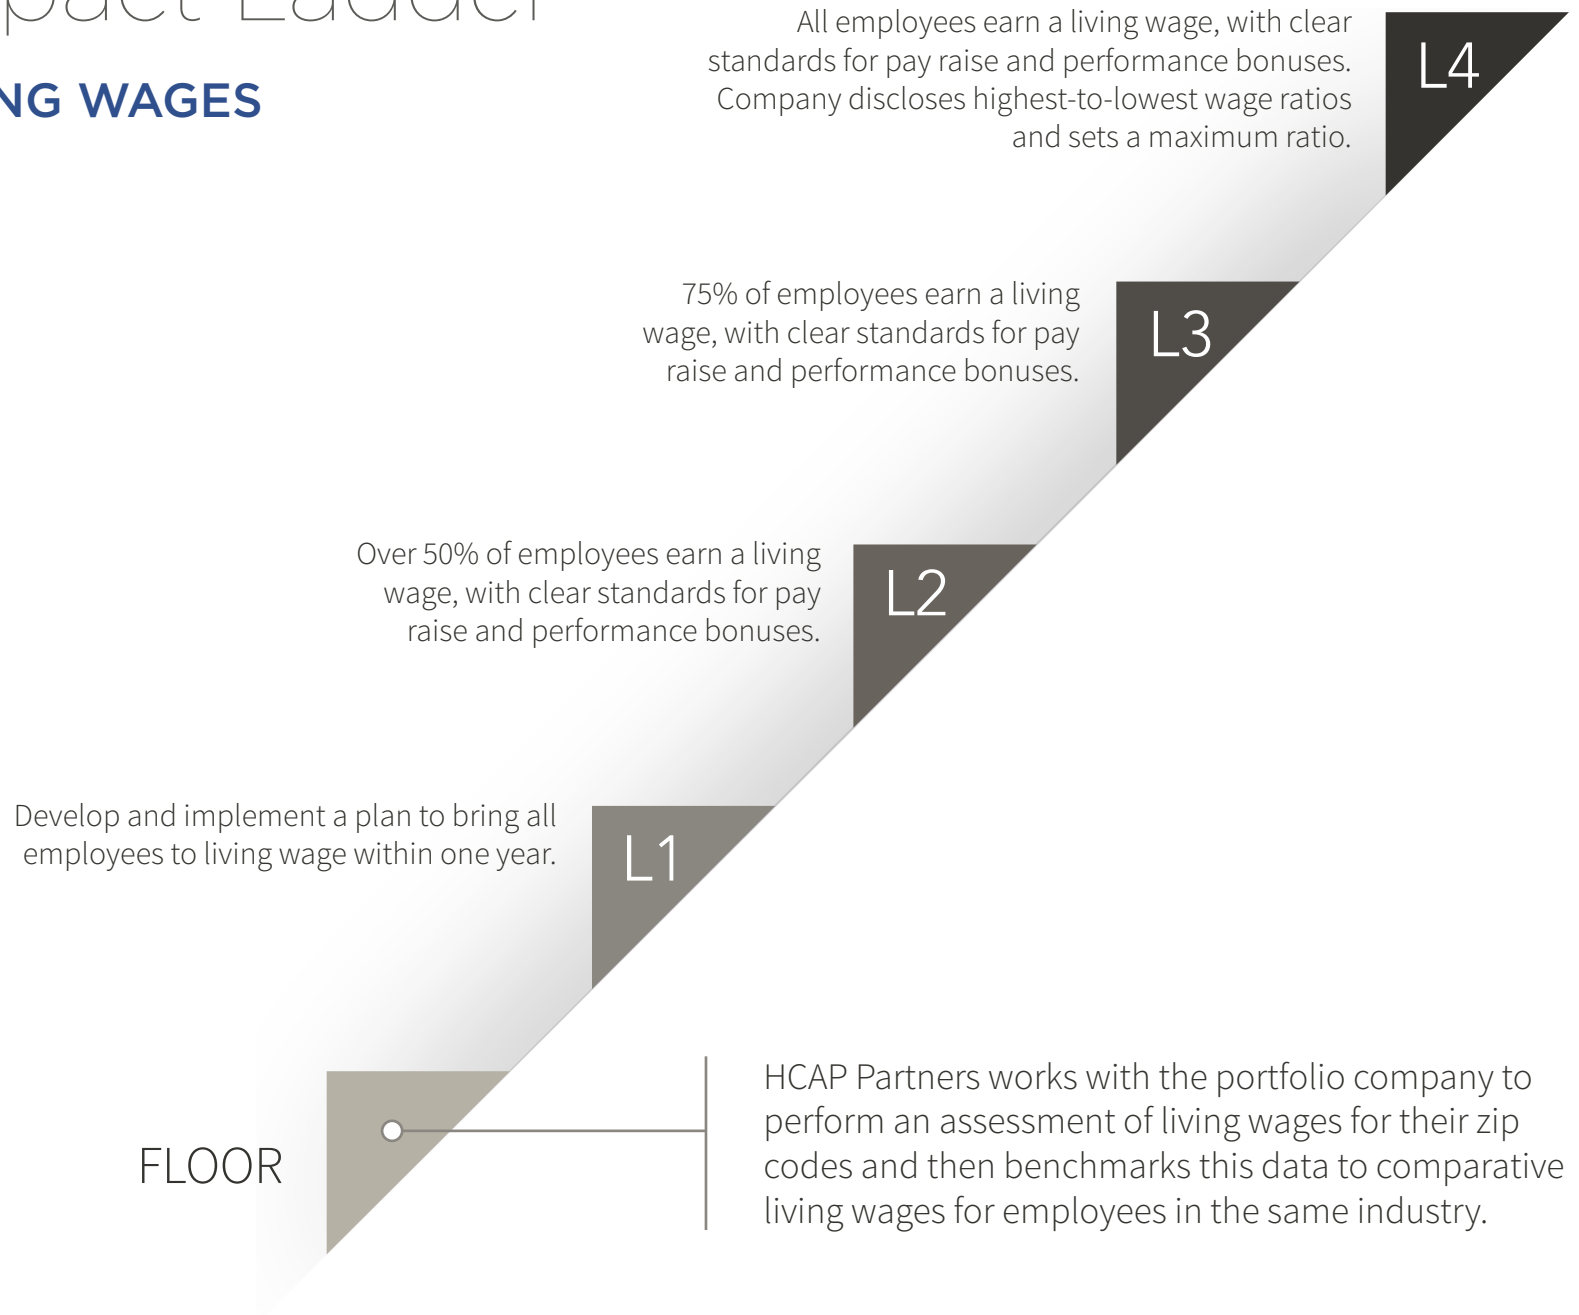 pact Ladder
NG WAGES
All employees earn a living wage, with clear
standards for pay raise and performance bonuses.
Company discloses highest-to-lowest wage ratios
and sets a maximum ratio.
L4
75% of employees earn a living
wage, with clear standards for pay
raise and performance bonuses.
L3
Over 50% of employees earn a living
wage, with clear standards for pay
raise and performance bonuses.
L2
Develop and implement a plan to bring all
employees to living wage within one year.
L1
FLOOR
HCAP Partners works with the portfolio company to
perform an assessment of living wages for their zip
codes and then benchmarks this data to comparative
living wages for employees in the same industry.